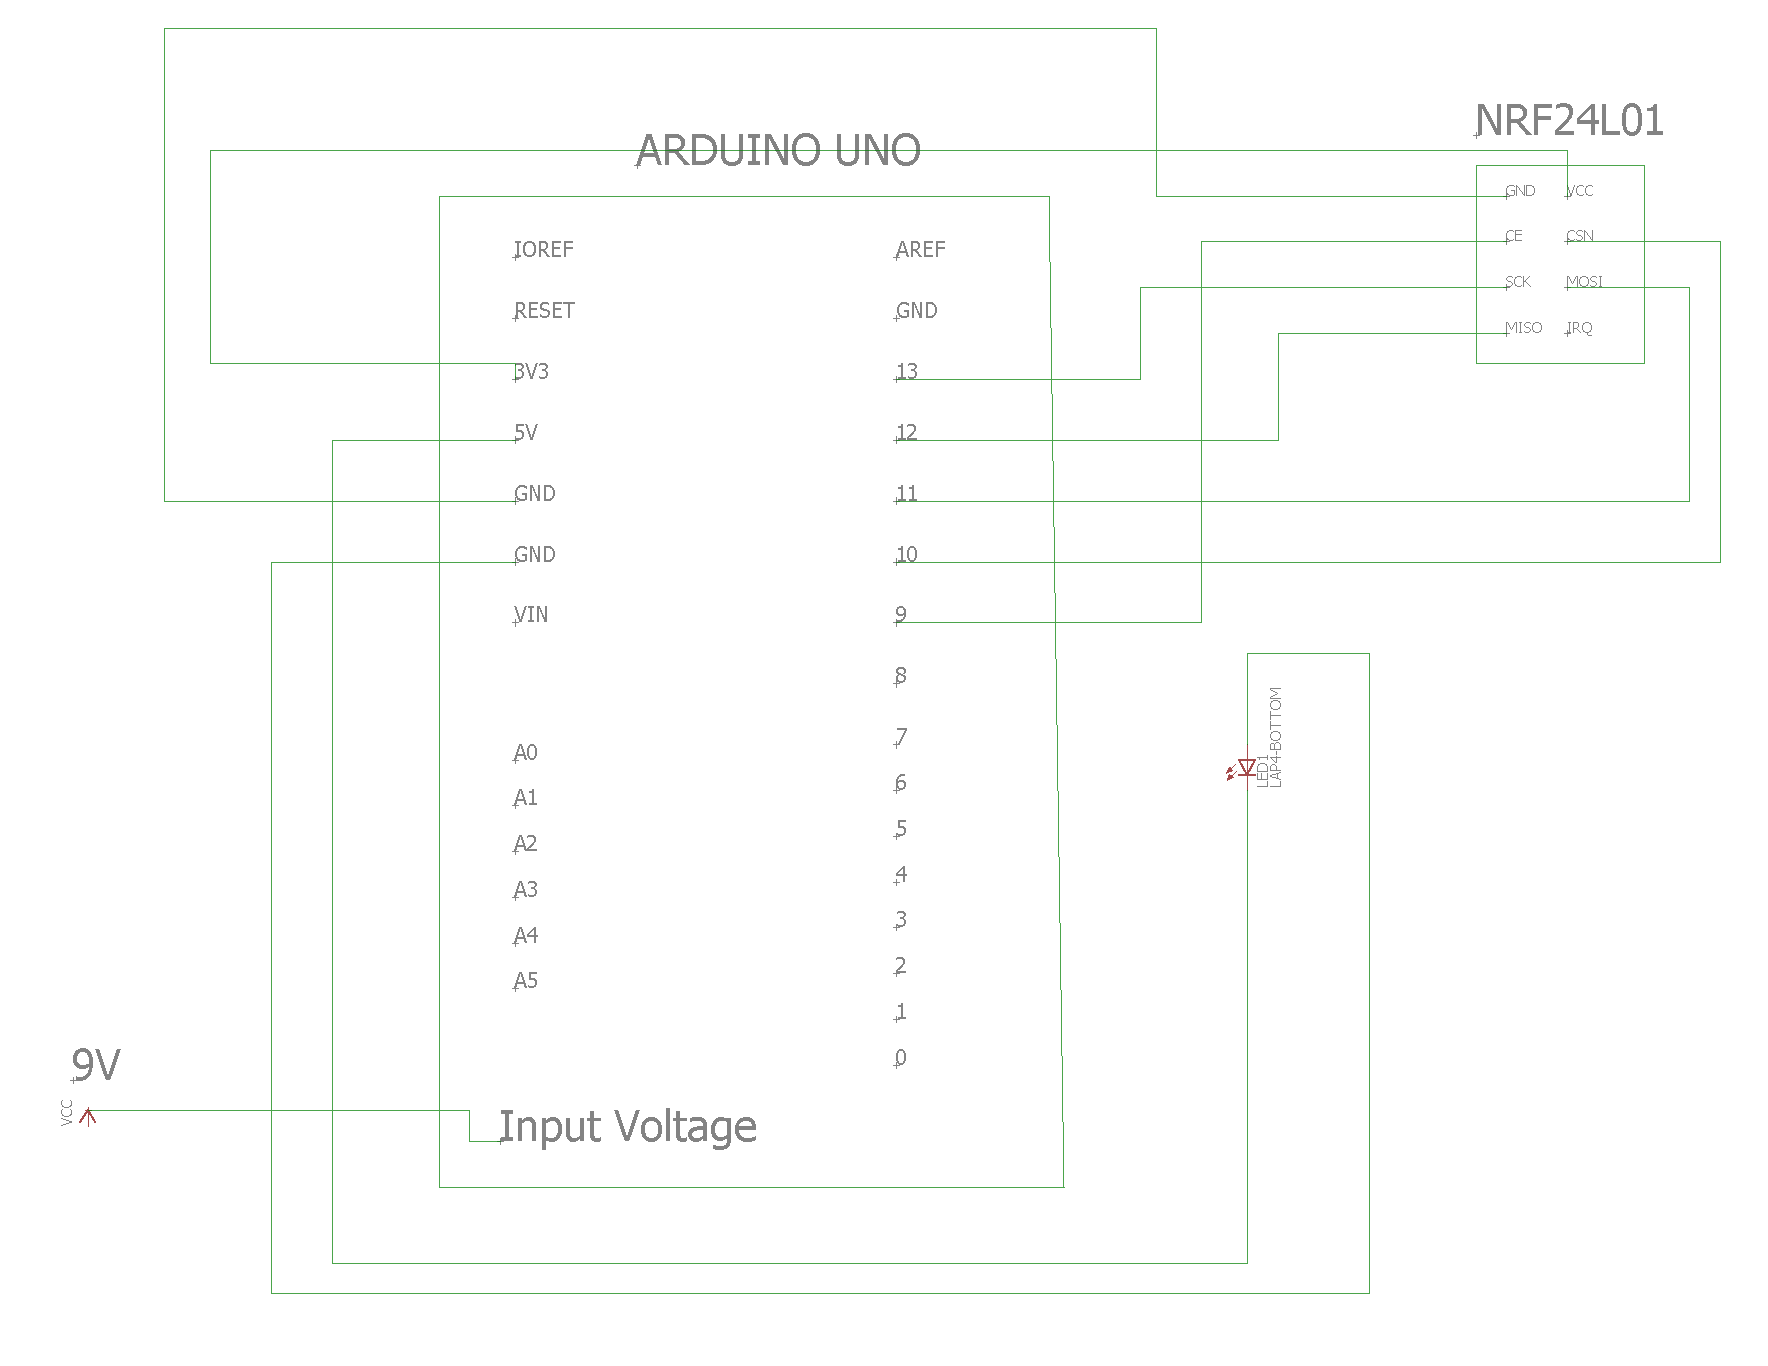 NRF24L01
ARDUINO UNO
GND VCC
CE CSN
SCK MOSI
MISO IRQ
IOREF AREF
RESET GND
3V3 13
5V 12
GND 11
GND 10
VIN 9
8
7
A0
6
A1
5
A2
4
A3
3
A4
2
A5
1
0
LED1
LAP4-BOTTOM
9V
VCC
Input Voltage